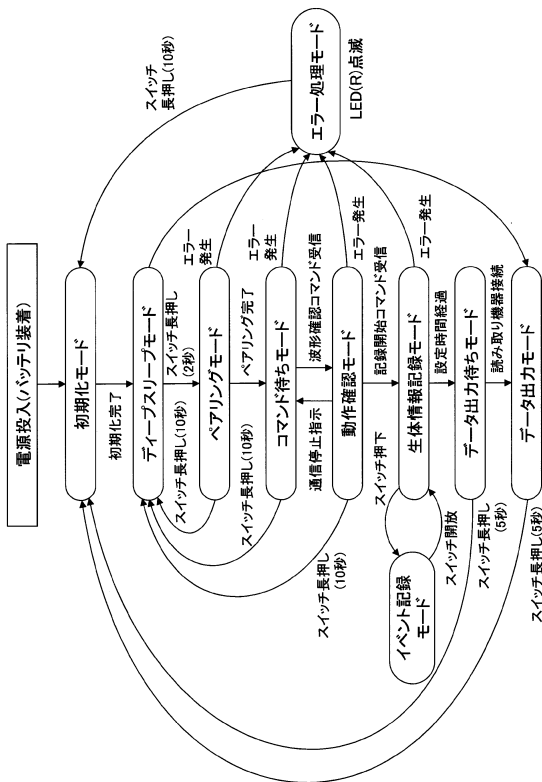 電源投入(バッテリ装着)
初期化モード
初期化完了
スイッチ
長押し(10秒)
ディープスリープモード
スイッチ長押し
(2秒)
スイッチ長押し(10秒)
ペアリングモード
エラー
発生
ペアリング完了
スイッチ長押し(10秒)
コマンド待ちモード
エラー
発生
波形確認コマンド受信
通信停止指示
スイッチ長押し
(10秒)
動作確認モード
エラー発生
エラー処理モード
LED(R)点滅
記録開始コマンド受信
スイッチ押下
生体情報記録モード
エラー発生
イベント記録
モード
スイッチ開放
設定時間経過
データ出力待ちモード
スイッチ長押し
(5秒)
読み取り機器接続
データ出力モード
スイッチ長押し(5秒)